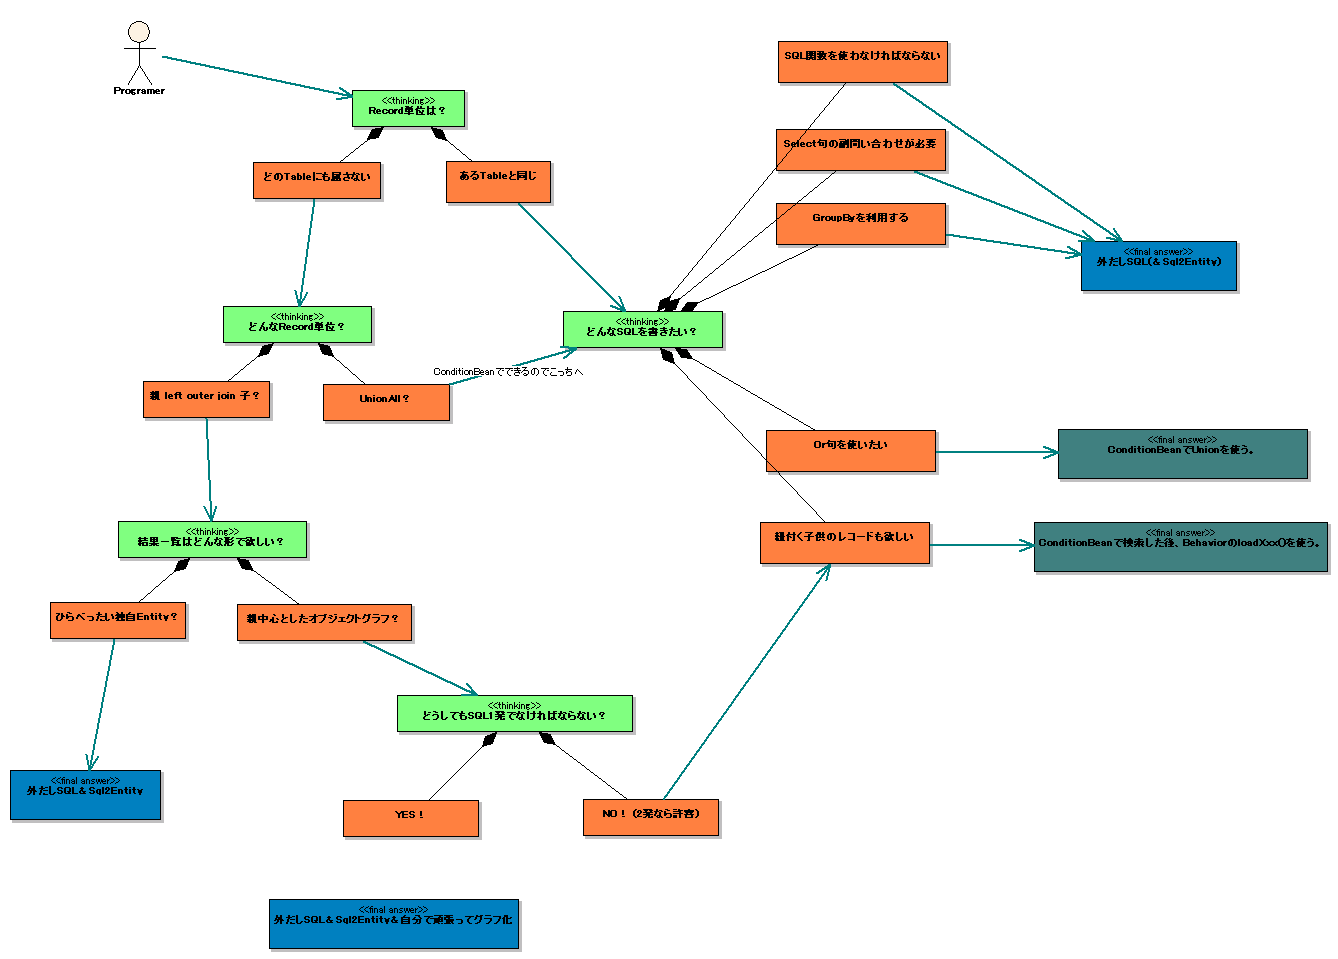 Programer
<<thinking>>
Record単位は？
どのTableにも属さない
あるTableと同じ
SQL関数を使わなければならない
Select句の副問い合わせが必要
GroupByを利用する
<<final answer>>
外だしSQL(& Sql2Entity)
<<thinking>>
どんなRecord単位？
<<thinking>>
どんなSQLを書きたい？
ConditionBeanでできるのでこっちへ
親 left outer join 子？
UnionAll？
Or句を使いたい
<<final answer>>
ConditionBeanでUnionを使う。
<<thinking>>
結果一覧はどんな形で欲しい？
紐付く子供のレコードも欲しい
<<final answer>>
ConditionBeanで検索した後、BehaviorのloadXxx()を使う。
ひらべったい独自Entity？
親中心としたオブジェクトグラフ？
<<thinking>>
どうしてもSQL1発でなければならない？
<<final answer>>
外だしSQL& Sql2Entity
YES！
NO！（2発なら許容）
<<final answer>>
外だしSQL& Sql2Entity& 自分で頑張ってグラフ化